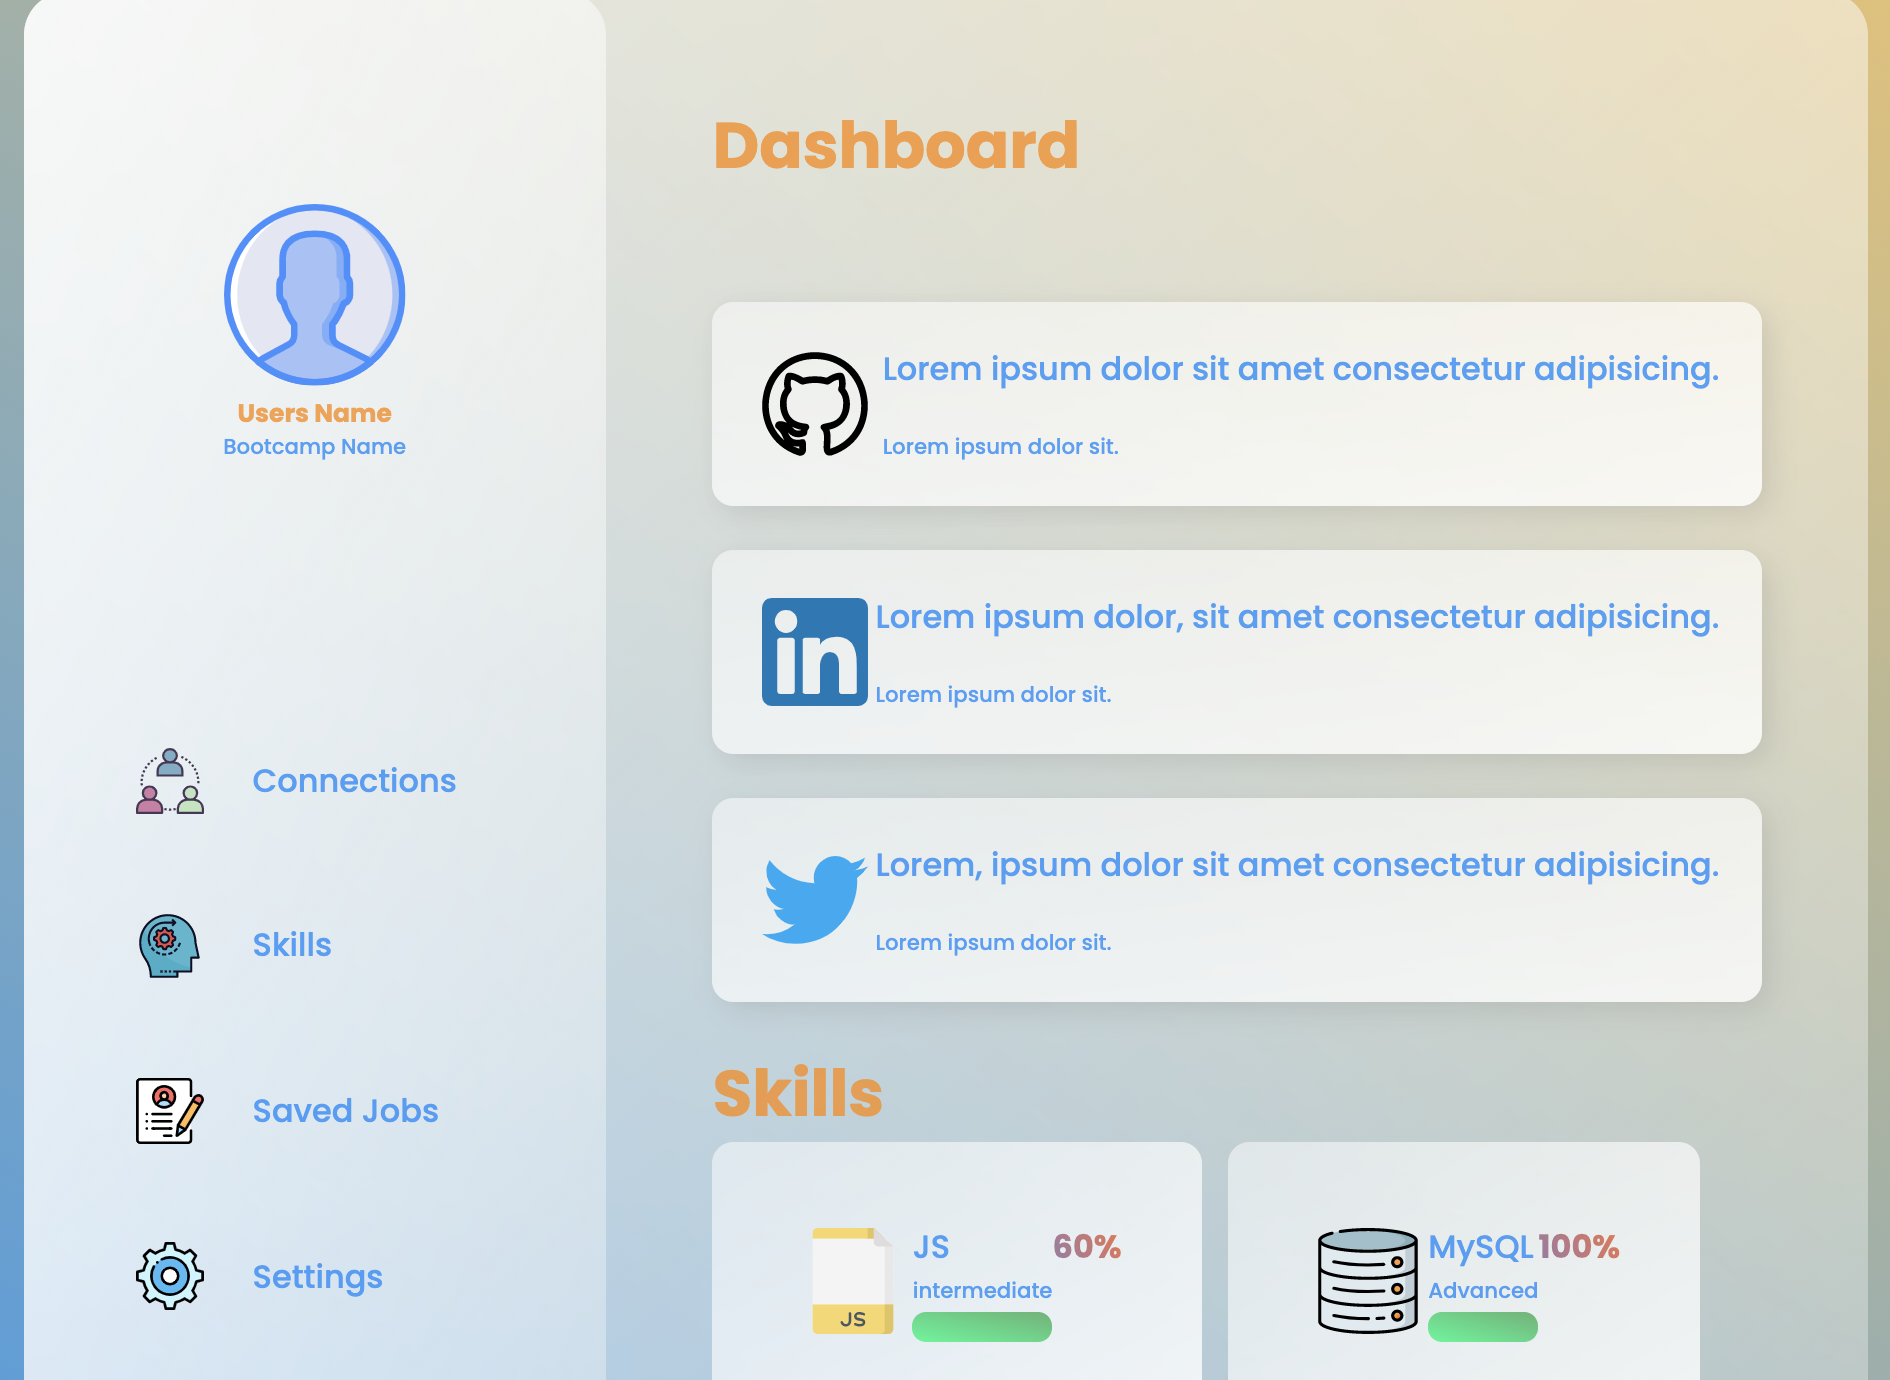 Users Name
Bootcamp Name
Connections
Skills
Saved Jobs
Settings
Dashboard
Lorem ipsum dolor sit amet consectetur adipisicing.
Lorem ipsum dolor sit.
in
Lorem ipsum dolor, sit amet consectetur adipisicing.
Lorem ipsum dolor sit.
Lorem, ipsum dolor sit amet consectetur adipisicing.
Lorem ipsum dolor sit.
Skills
JS
JS 60%
intermediate
MySQL 100%
Advanced